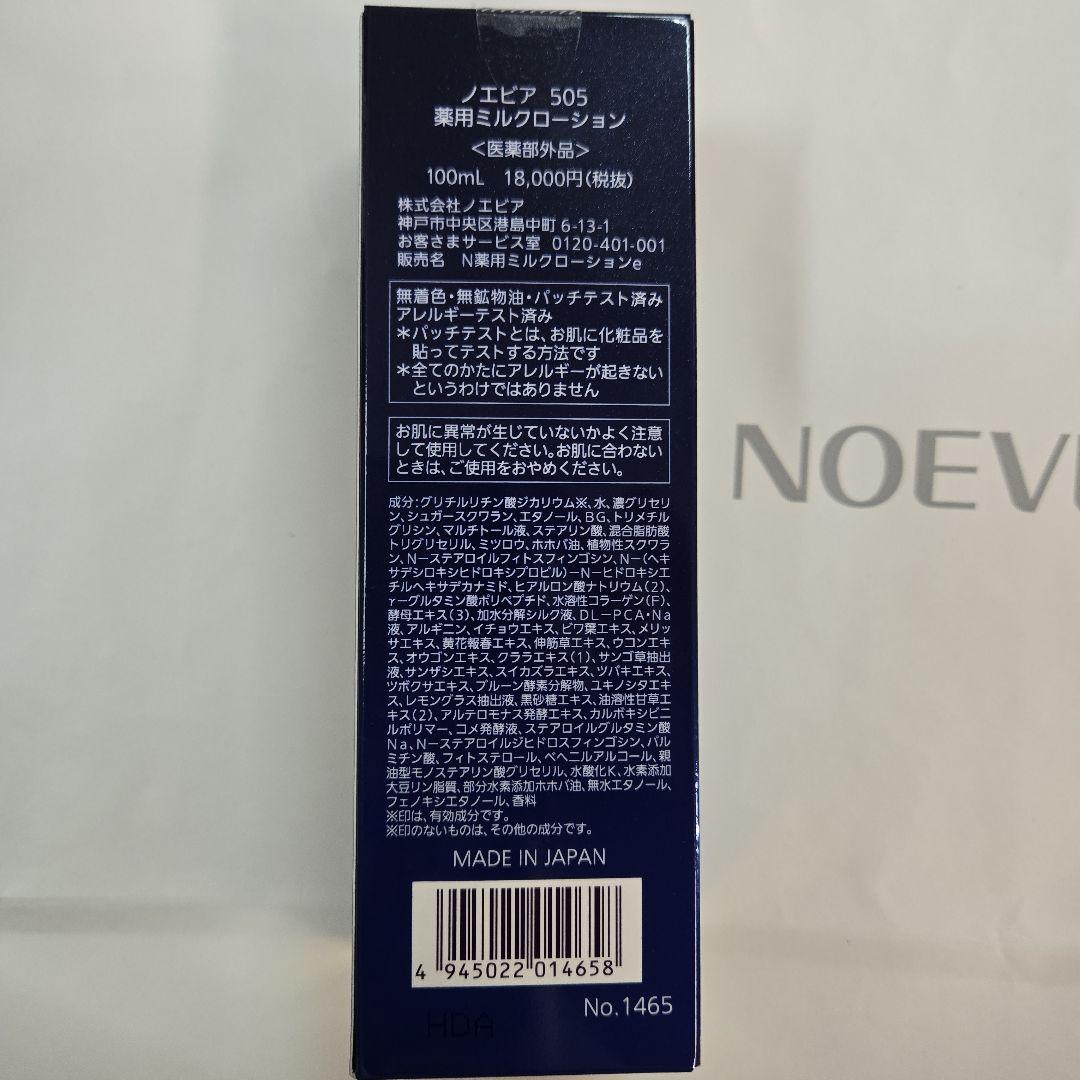 ノエビア 505
薬用ミルクローション
<医薬部外品>
100mL 18,000円(税抜)
株式会社ノエビア
神戸市中央区港島中町 6-13-1
お客さまサービス室 0120-401-001
販売名 N薬用ミルクローションe
無着色・無鉱物油・パッチテスト済み
アレルギーテスト済み
*パッチテストとは、お肌に化粧品を
貼ってテストする方法です
*全てのかたにアレルギーが起きない
というわけではありません
お肌に異常が生じていないかよく注意
して使用してください。お肌に合わない
ときは、ご使用をおやめください。
成分:グリチルリチン酸ジカリウム※、水、濃グリセリ
ン、シュガースクワラン、エタノール、BG、トリメチル
グリシン、マルチトール液、ステアリン酸、混合脂肪酸
トリグリセリル、ミツロウ、ホホバ油、植物性スクワラ
ン、N-ステアロイルフィトスフィンゴシン、N-(ヘキ
サデシロキシヒドロキシプロピル)-N-ヒドロキシエ
チルヘキサデカナミド、ヒアルロン酸ナトリウム(2)、
γ-グルタミン酸ポリペプチド、水溶性コラーゲン(F)、
酵母エキス(3)、加水分解シルク液、DL-PCA・Na
液、アルギニン、イチョウエキス、ビワ葉エキス、メリッ
サエキス、黄花報春エキス、伸筋草エキス、ウコンエキ
ス、オウゴンエキス、クララエキス(1)、サンゴ草抽出
液、サンザシエキス、スイカズラエキス、ツバキエキス、
ツボクサエキス、プルーン酵素分解物、ユキノシタエキ
ス、レモングラス抽出液、黒砂糖エキス、油溶性甘草エ
キス(2)、アルテロモナス発酵エキス、カルボキシビニ
ルポリマー、コメ発酵液、ステアロイルグルタミン酸
Na、N-ステアロイルジヒドロスフィンゴシン、パル
ミチン酸、フィトステロール、ベヘニルアルコール、親
油型モノステアリン酸グリセリル、水酸化K、水素添加
大豆リン脂質、部分水素添加ホホバ油、無水エタノール、
フェノキシエタノール、香料
※印は、有効成分です。
※印のないものは、その他の成分です。
MADE IN JAPAN
4 945022 014658
No.1465
HDA
NOEV